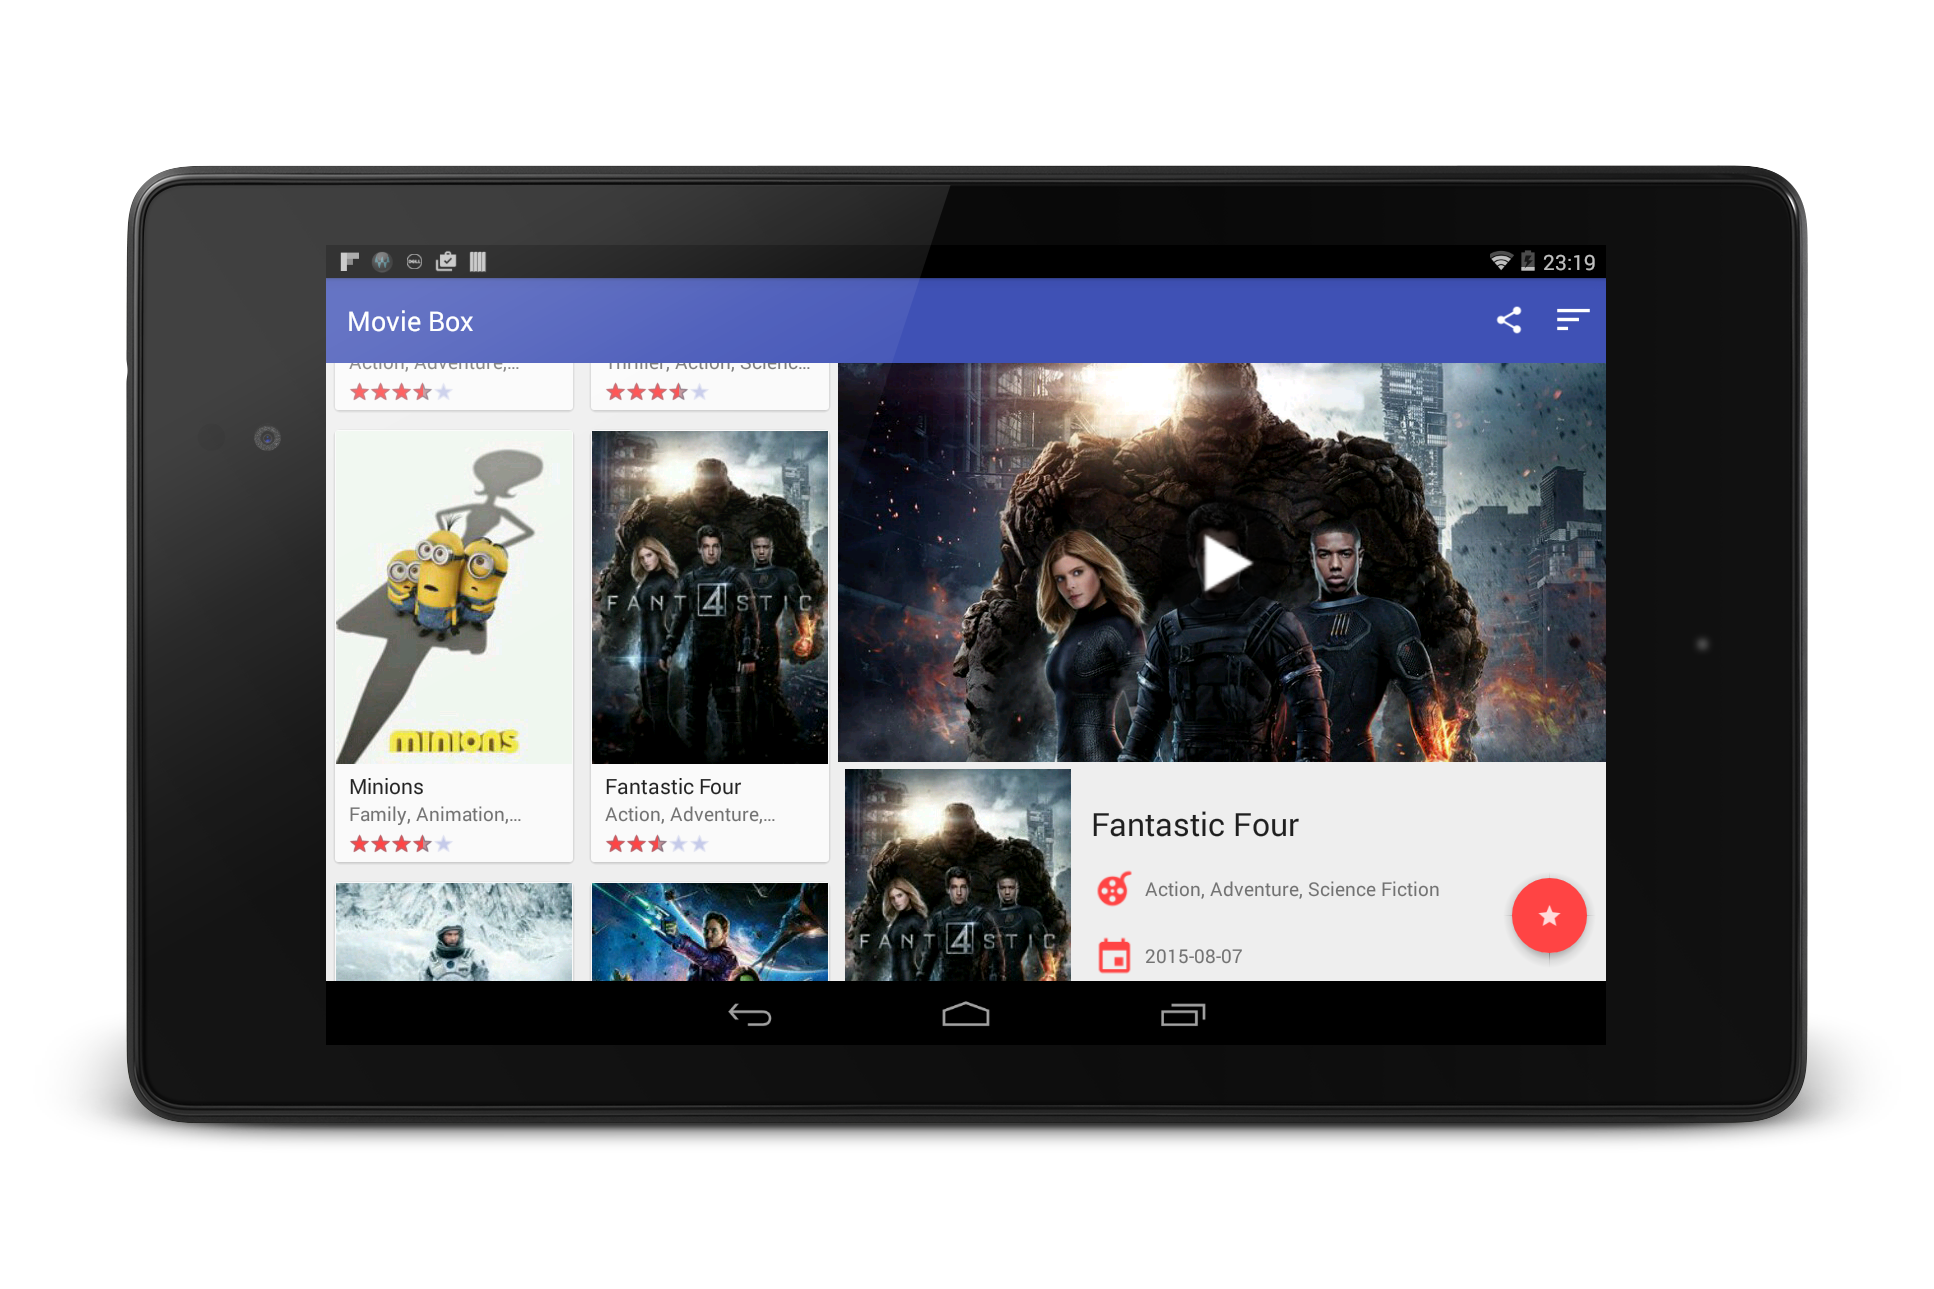 23:19
Movie Box
Action, Adventure,...
Thriller, Action, Scienc...
MINIONS
Minions
Family, Animation,...
FANT4STIC
Fantastic Four
Action, Adventure,...
FANT4STIC
Fantastic Four
Action, Adventure, Science Fiction
2015-08-07